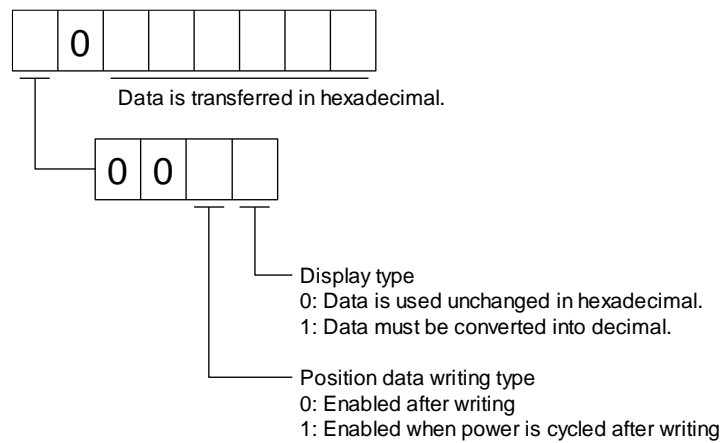 0
Data is transferred in hexadecimal.
0 0
Display type
0: Data is used unchanged in hexadecimal.
1: Data must be converted into decimal.
Position data writing type
0: Enabled after writing
1: Enabled when power is cycled after writing